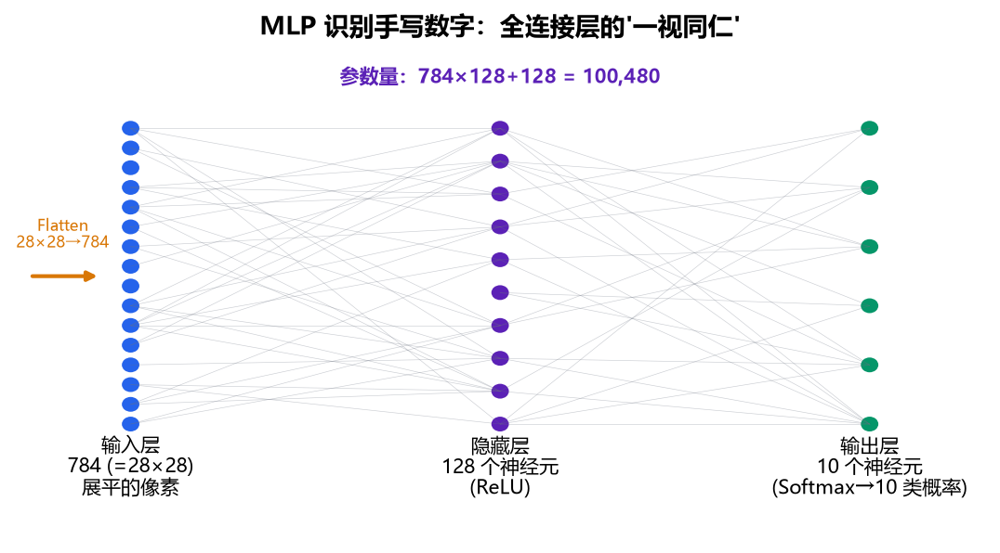 MLP 识别手写数字：全连接层的'一视同仁'
参数量：784×128+128 = 100,480
Flatten
28×28→784
输入层
784 (=28×28)
展平的像素
隐藏层
128 个神经元
(ReLU)
输出层
10 个神经元
(Softmax→10 类概率)